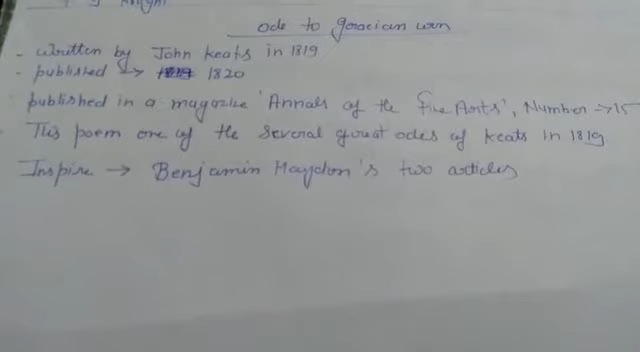 ode to goracian urn
- written by John Keats in 1819
- published → 1820
published in a magazine 'Annals of the fine Arts', Number → 15
This poem one of the several great odes of Keats in 1819
Inspire → Benjamin Haydon's two articles